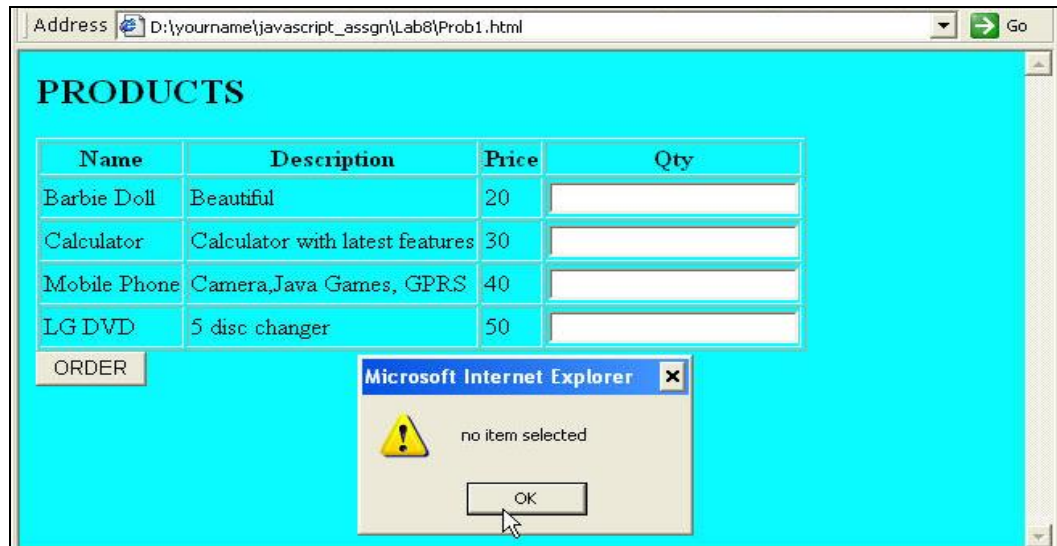 Address D:\yourname\javascript_assgn\Lab8\Prob1.html Go
PRODUCTS
Name Description Price Qty
Barbie Doll Beautiful 20
Calculator Calculator with latest features 30
Mobile Phone Camera,Java Games, GPRS 40
LG DVD 5 disc changer 50
ORDER
Microsoft Internet Explorer
no item selected
OK